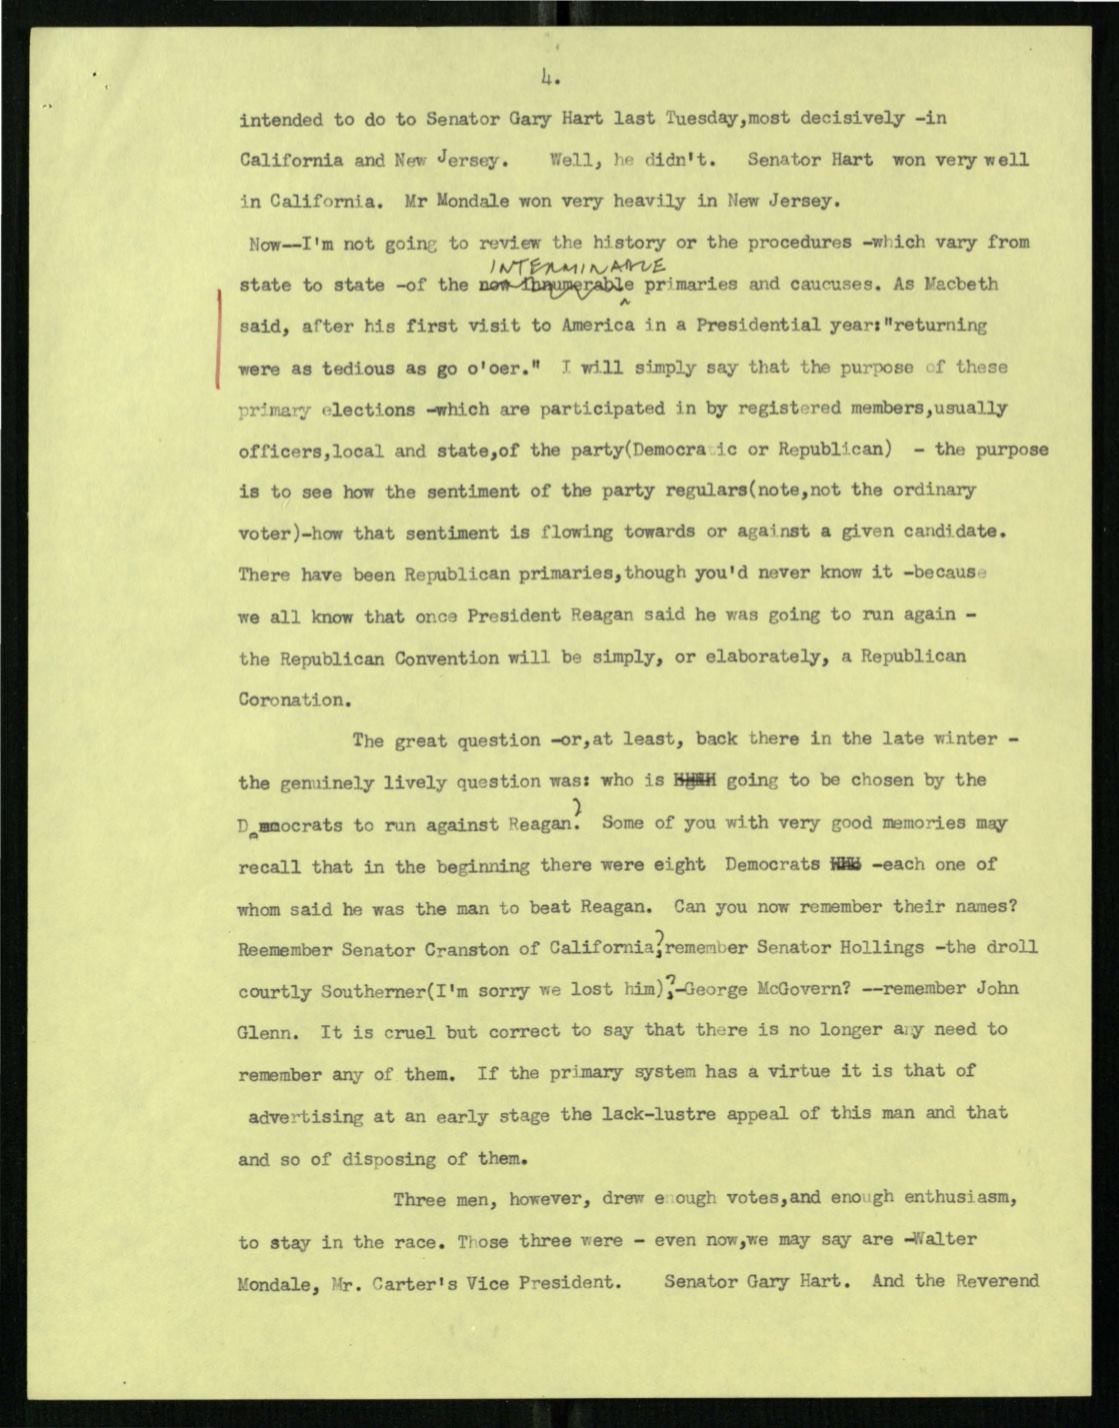 4.
intended to do to Senator Gary Hart last Tuesday,most decisively -in
California and New Jersey. Well, he didn't. Senator Hart won very well
in California. Mr Mondale won very heavily in New Jersey.
Now--I'm not going to review the history or the procedures -which vary from
INTERMINABLE
state to state -of the now innumerable primaries and caucuses. As Macbeth
said, after his first visit to America in a Presidential year:"returning
were as tedious as go o'oer." I will simply say that the purpose of these
primary elections -which are participated in by registered members,usually
officers,local and state,of the party(Democratic or Republican) - the purpose
is to see how the sentiment of the party regulars(note,not the ordinary
voter)-how that sentiment is flowing towards or against a given candidate.
There have been Republican primaries,though you'd never know it -because
we all know that once President Reagan said he was going to run again -
the Republican Convention will be simply, or elaborately, a Republican
Coronation.
The great question -or,at least, back there in the late winter -
the genuinely lively question was: who is going to be chosen by the
Democrats to run against Reagan? Some of you with very good memories may
recall that in the beginning there were eight Democrats -each one of
whom said he was the man to beat Reagan. Can you now remember their names?
Reemember Senator Cranston of California?remember Senator Hollings -the droll
courtly Southerner(I'm sorry we lost him)?-George McGovern? --remember John
Glenn. It is cruel but correct to say that there is no longer any need to
remember any of them. If the primary system has a virtue it is that of
advertising at an early stage the lack-lustre appeal of this man and that
and so of disposing of them.
Three men, however, drew enough votes,and enough enthusiasm,
to stay in the race. Those three were - even now,we may say are -Walter
Mondale, Mr. Carter's Vice President. Senator Gary Hart. And the Reverend